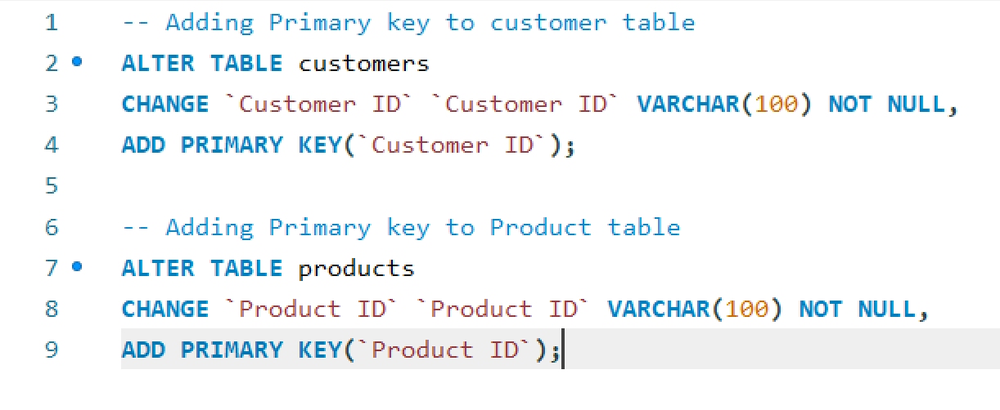 1 -- Adding Primary key to customer table
2 ALTER TABLE customers
3 CHANGE `Customer ID` `Customer ID` VARCHAR(100) NOT NULL,
4 ADD PRIMARY KEY(`Customer ID`);
5
6 -- Adding Primary key to Product table
7 ALTER TABLE products
8 CHANGE `Product ID` `Product ID` VARCHAR(100) NOT NULL,
9 ADD PRIMARY KEY(`Product ID`);